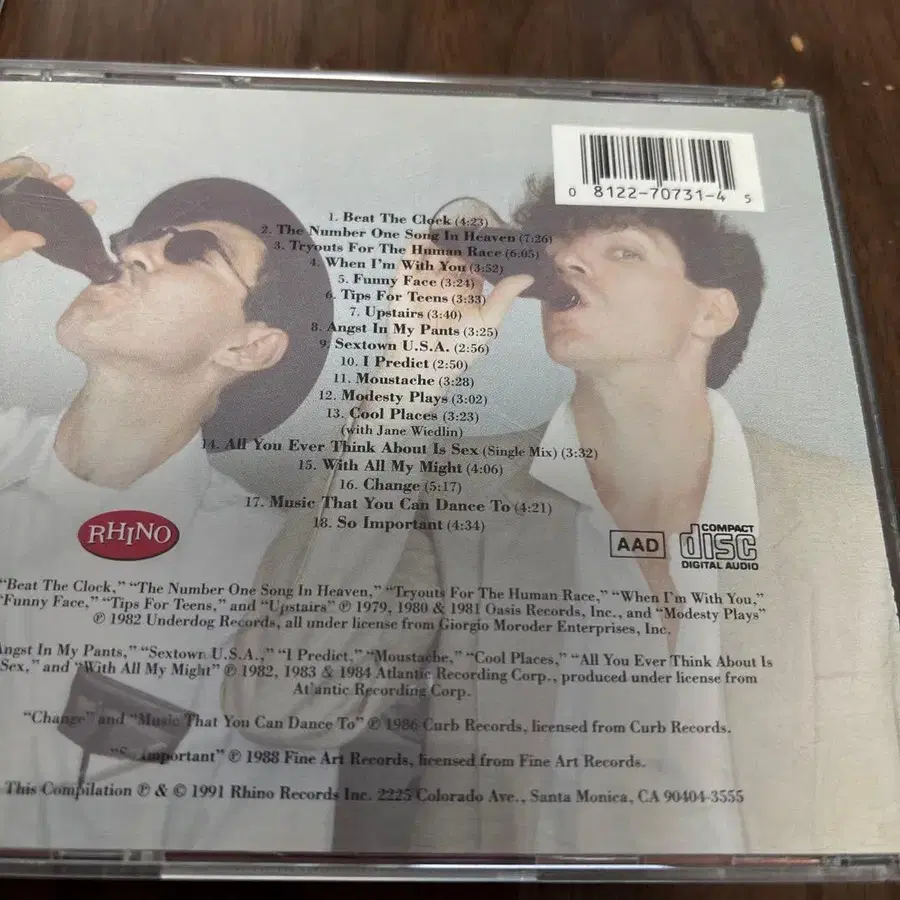 0 8122-70731-4 5
1. Beat The Clock (4:23)
2. The Number One Song In Heaven (7:26)
3. Tryouts For The Human Race (6:05)
4. When I'm With You (3:52)
5. Funny Face (3:24)
6. Tips For Teens (3:33)
7. Upstairs (3:40)
8. Angst In My Pants (3:25)
9. Sextown U.S.A. (2:56)
10. I Predict (2:50)
11. Moustache (3:28)
12. Modesty Plays (3:02)
13. Cool Places (3:23)
(with Jane Wiedlin)
14. All You Ever Think About Is Sex (Single Mix) (3:32)
15. With All My Might (4:06)
16. Change (5:17)
17. Music That You Can Dance To (4:21)
18. So Important (4:34)
RHINO
AAD
COMPACT
disc
DIGITAL AUDIO
"Beat The Clock," "The Number One Song In Heaven," "Tryouts For The Human Race," "When I'm With You,"
"Funny Face," "Tips For Teens," and "Upstairs" ℗ 1979, 1980 & 1981 Oasis Records, Inc., and "Modesty Plays"
℗ 1982 Underdog Records, all under license from Giorgio Moroder Enterprises, Inc.
Angst In My Pants," "Sextown U.S.A.," "I Predict," "Moustache," "Cool Places," "All You Ever Think About Is
Sex," and "With All My Might" ℗ 1982, 1983 & 1984 Atlantic Recording Corp., produced under license from
Atlantic Recording Corp.
"Change" and "Music That You Can Dance To" ℗ 1986 Curb Records, licensed from Curb Records.
"So Important" ℗ 1988 Fine Art Records, licensed from Fine Art Records.
This Compilation ℗ & © 1991 Rhino Records Inc. 2225 Colorado Ave., Santa Monica, CA 90404-3555